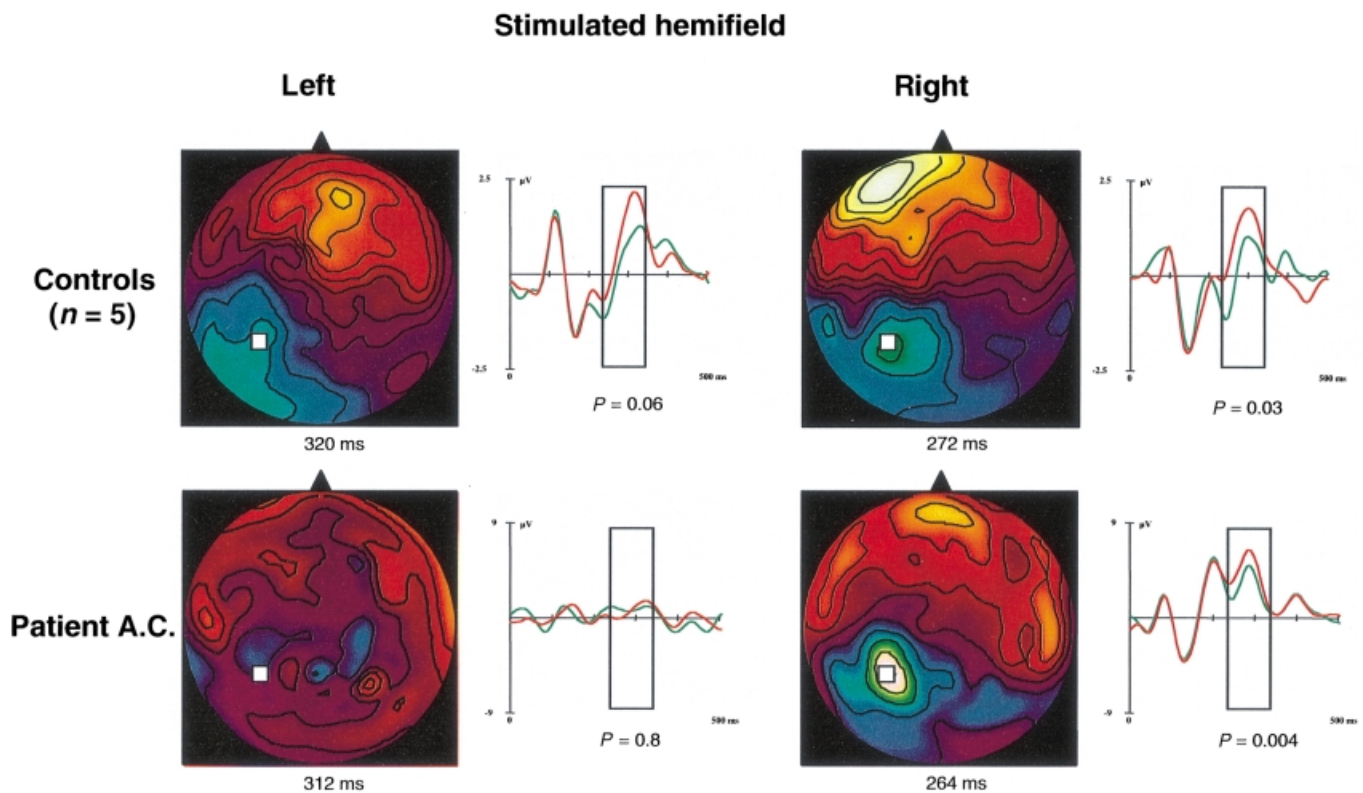 Stimulated hemifield
Left
Right
Controls
(n = 5)
2.5
µV
-2.5
0
500 ms
P = 0.06
320 ms
2.5
µV
-2.5
0
500 ms
P = 0.03
272 ms
Patient A.C.
9
µV
-9
0
500 ms
P = 0.8
312 ms
9
µV
-9
0
500 ms
P = 0.004
264 ms